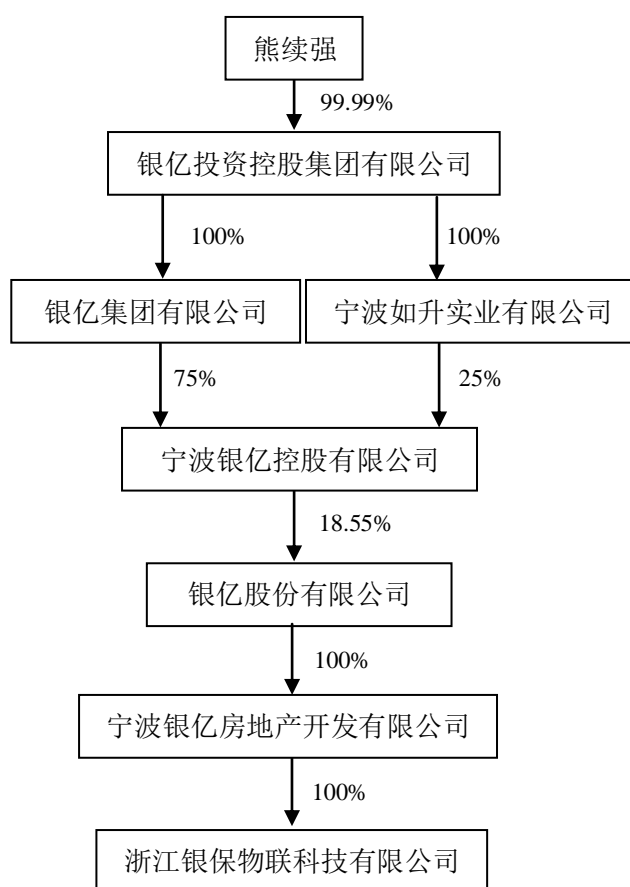 熊续强
99.99%
银亿投资控股集团有限公司
100%
100%
银亿集团有限公司
宁波如升实业有限公司
75%
25%
宁波银亿控股有限公司
18.55%
银亿股份有限公司
100%
宁波银亿房地产开发有限公司
100%
浙江银保物联科技有限公司